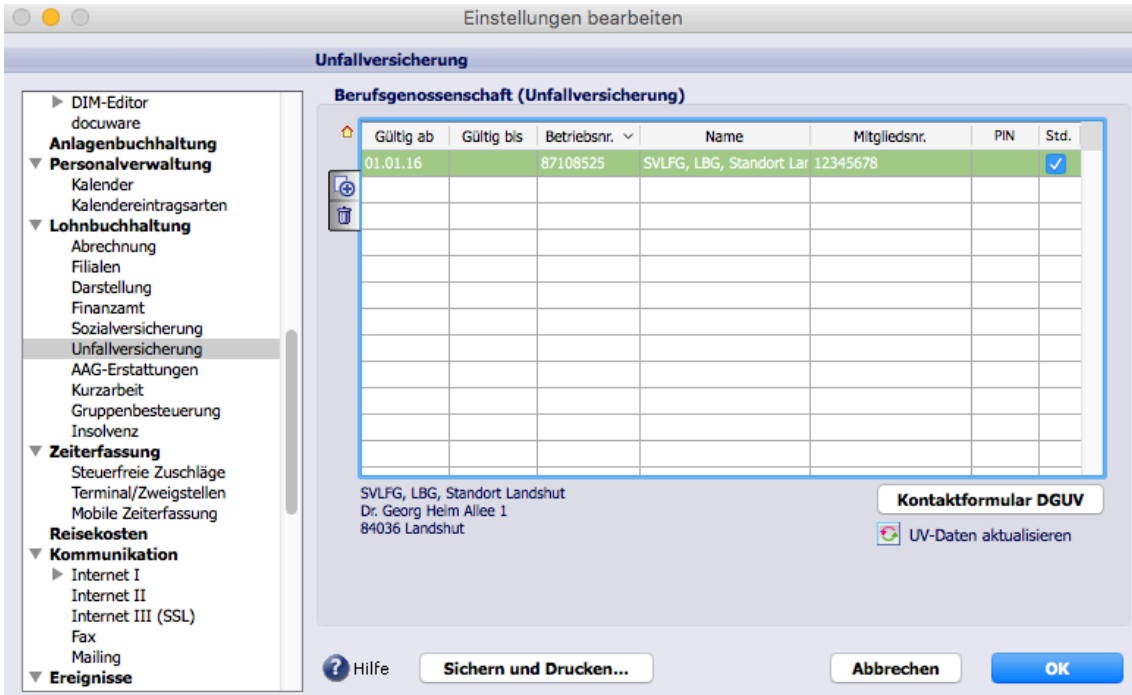 Einstellungen bearbeiten
Unfallversicherung
DIM-Editor
docuware
Anlagenbuchhaltung
Personalverwaltung
Kalender
Kalendereintragsarten
Lohnbuchhaltung
Abrechnung
Filialen
Darstellung
Finanzamt
Sozialversicherung
Unfallversicherung
AAG-Erstattungen
Kurzarbeit
Gruppenbesteuerung
Insolvenz
Zeiterfassung
Steuerfreie Zuschläge
Terminal/Zweigstellen
Mobile Zeiterfassung
Reisekosten
Kommunikation
Internet I
Internet II
Internet III (SSL)
Fax
Mailing
Ereignisse
Berufsgenossenschaft (Unfallversicherung)
Gültig ab Gültig bis Betriebsnr. Name Mitgliedsnr. PIN Std.
01.01.16 87108525 SVLFG, LBG, Standort Lar 12345678
SVLFG, LBG, Standort Landshut
Dr. Georg Heim Allee 1
84036 Landshut
Kontaktformular DGUV
UV-Daten aktualisieren
Hilfe
Sichern und Drucken...
Abbrechen
OK